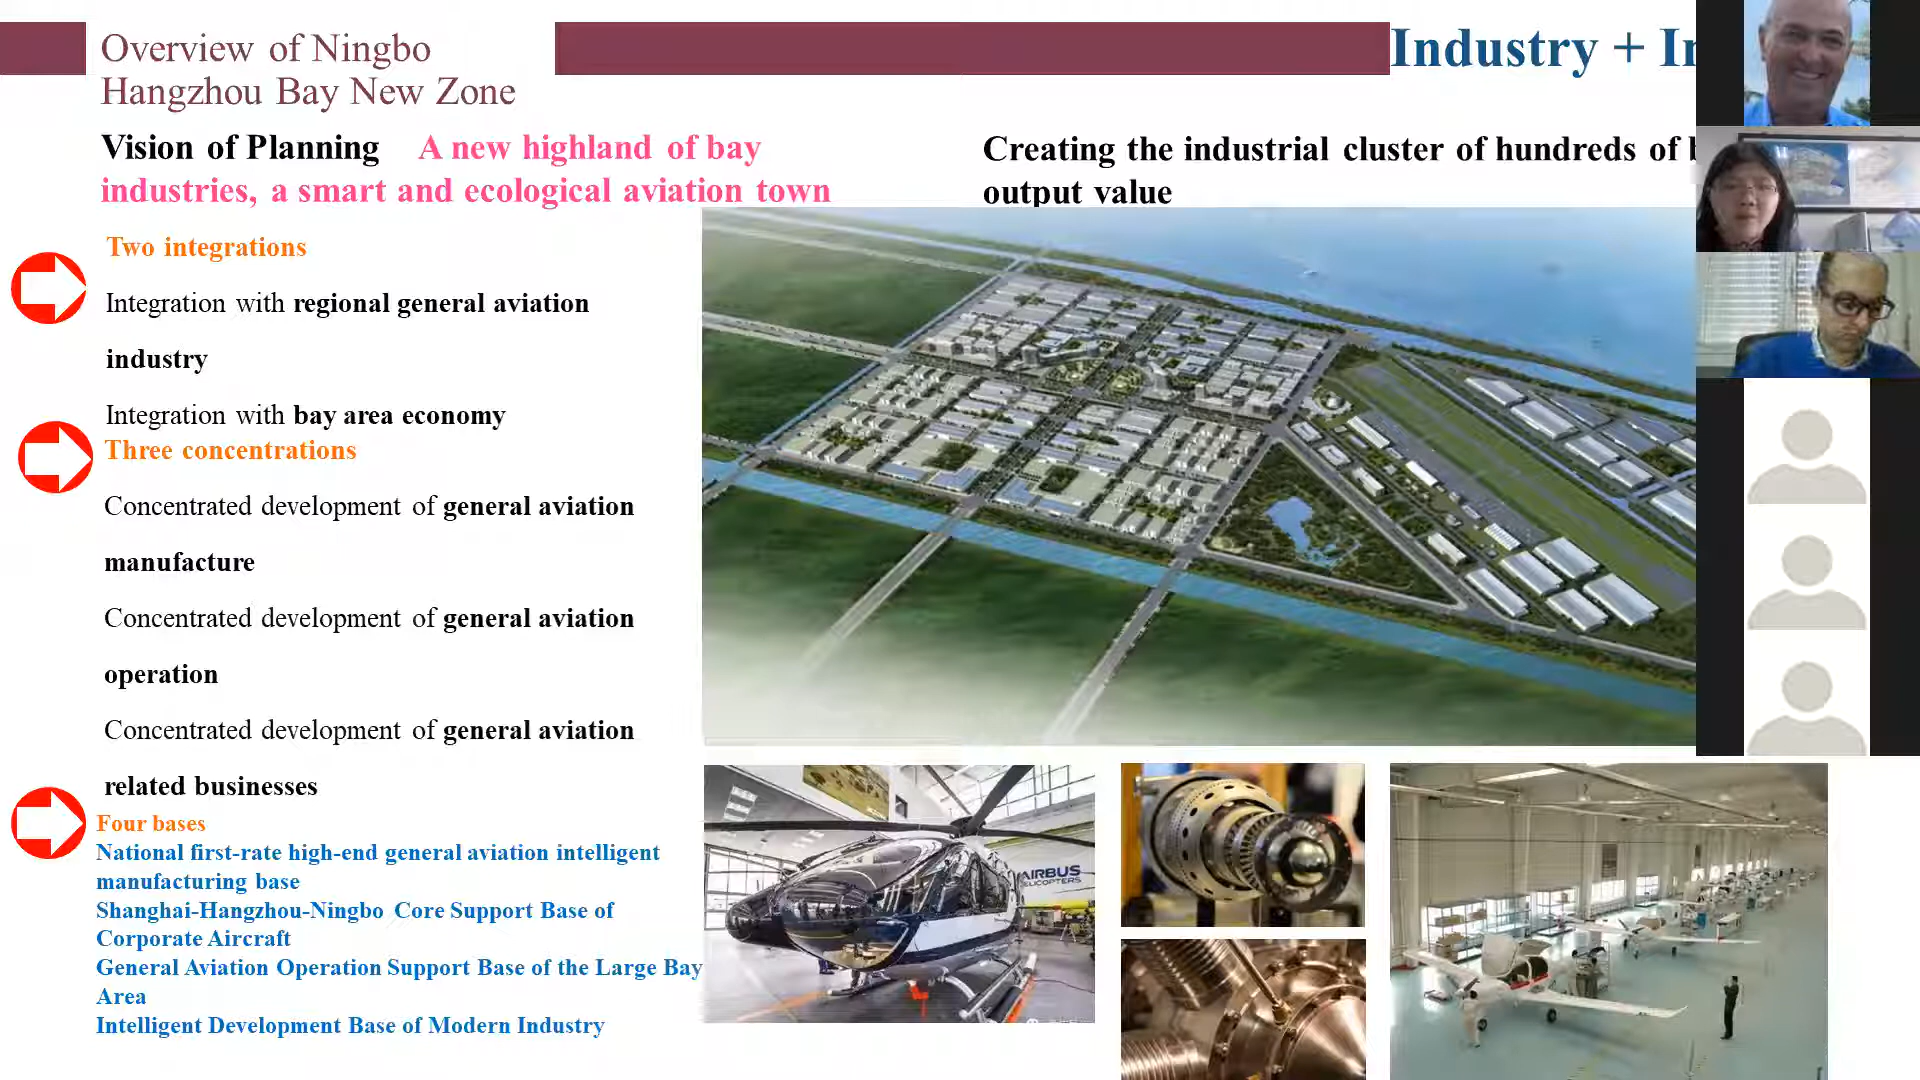 Overview of Ningbo
Hangzhou Bay New Zone
Industry +
Vision of Planning A new highland of bay
industries, a smart and ecological aviation town
Creating the industrial cluster of hundreds of
output value
Two integrations
Integration with regional general aviation
industry
Integration with bay area economy
Three concentrations
Concentrated development of general aviation
manufacture
Concentrated development of general aviation
operation
Concentrated development of general aviation
related businesses
Four bases
National first-rate high-end general aviation intelligent
manufacturing base
Shanghai-Hangzhou-Ningbo Core Support Base of
Corporate Aircraft
General Aviation Operation Support Base of the Large Bay
Area
Intelligent Development Base of Modern Industry
AIRBUS
HELICOPTERS